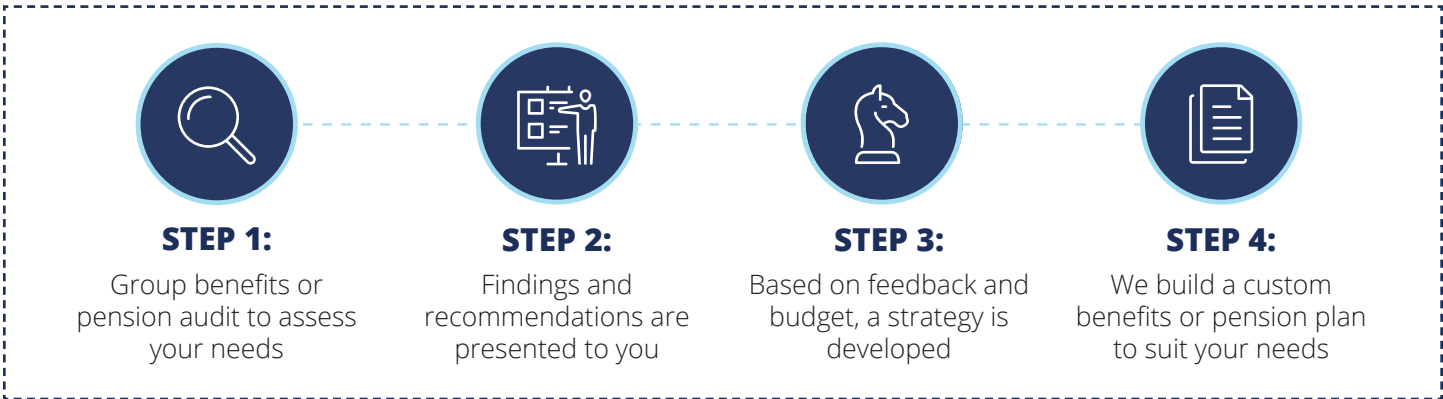 STEP 1:
Group benefits or
pension audit to assess
your needs
STEP 2:
Findings and
recommendations are
presented to you
STEP 3:
Based on feedback and
budget, a strategy is
developed
STEP 4:
We build a custom
benefits or pension plan
to suit your needs